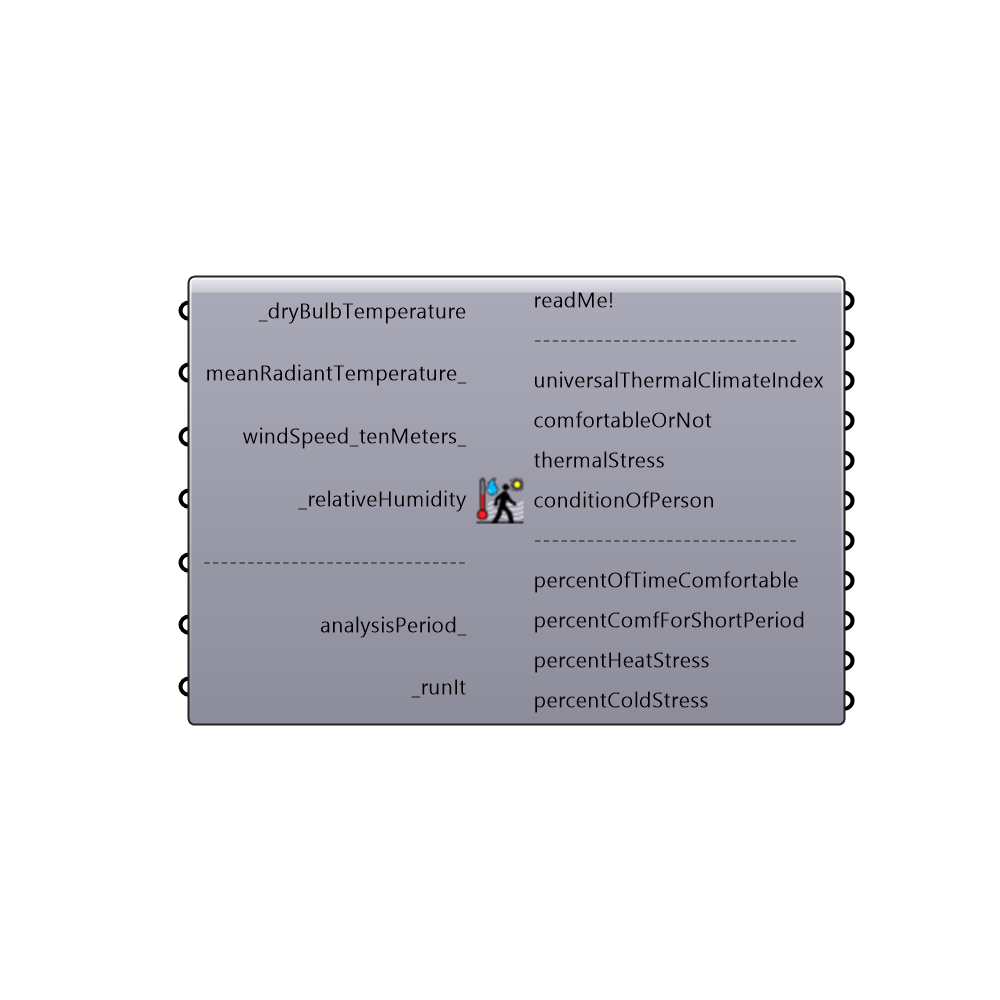 _dryBulbTemperature
meanRadiantTemperature_
windSpeed_tenMeters_
_relativeHumidity
------------------------------
analysisPeriod_
_runIt
readMe!
------------------------------
universalThermalClimateIndex
comfortableOrNot
thermalStress
conditionOfPerson
------------------------------
percentOfTimeComfortable
percentComfForShortPeriod
percentHeatStress
percentColdStress